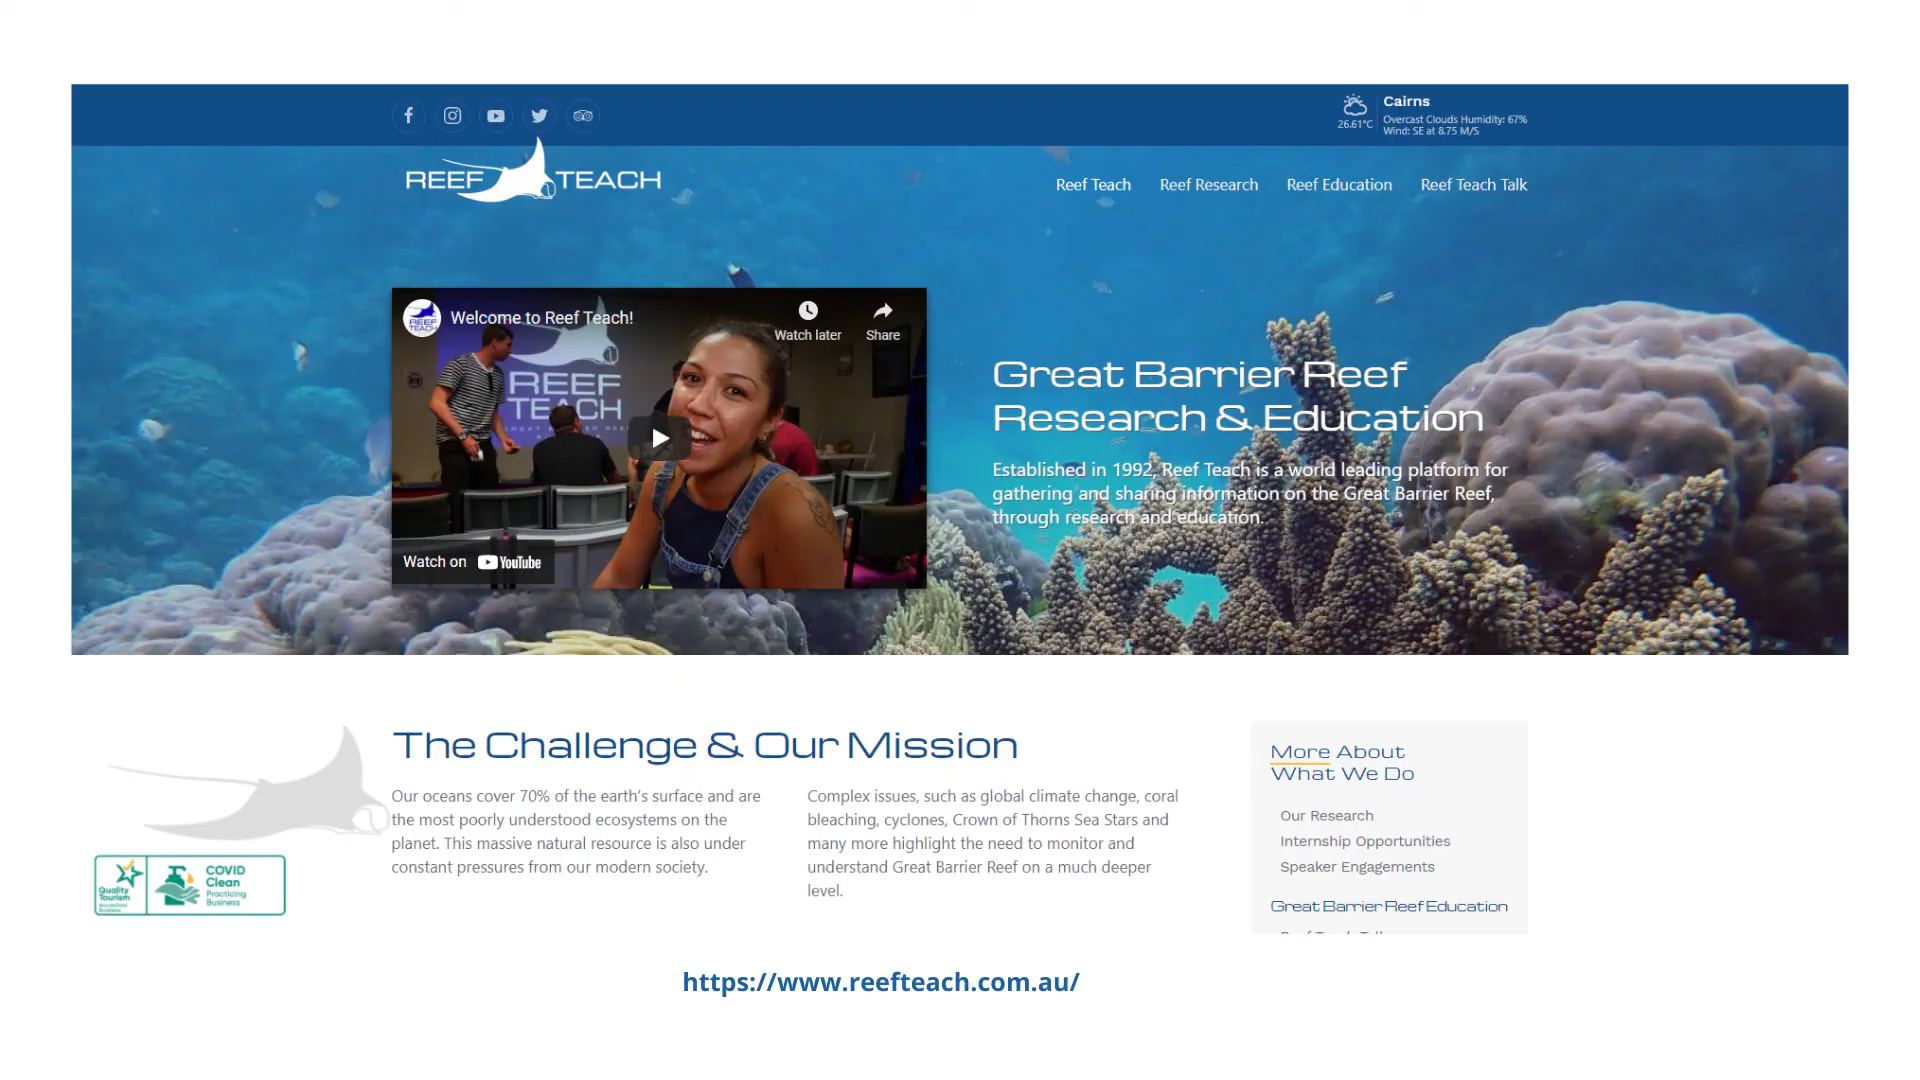 Cairns
26.61°C
Overcast Clouds Humidity: 67%
Wind: SE at 8.75 M/S
REEF TEACH
Reef Teach Reef Research Reef Education Reef Teach Talk
Welcome to Reef Teach!
Watch later
Share
REEF
TEACH
Watch on YouTube
Great Barrier Reef
Research & Education
Established in 1992, Reef Teach is a world leading platform for
gathering and sharing information on the Great Barrier Reef,
through research and education.
The Challenge & Our Mission
Our oceans cover 70% of the earth's surface and are
the most poorly understood ecosystems on the
planet. This massive natural resource is also under
constant pressures from our modern society.
Complex issues, such as global climate change, coral
bleaching, cyclones, Crown of Thorns Sea Stars and
many more highlight the need to monitor and
understand Great Barrier Reef on a much deeper
level.
More About
What We Do
Our Research
Internship Opportunities
Speaker Engagements
Great Barrier Reef Education
Quality
Tourism
Accredited
Business
COVID
Clean
Practicing
Business
https://www.reefteach.com.au/